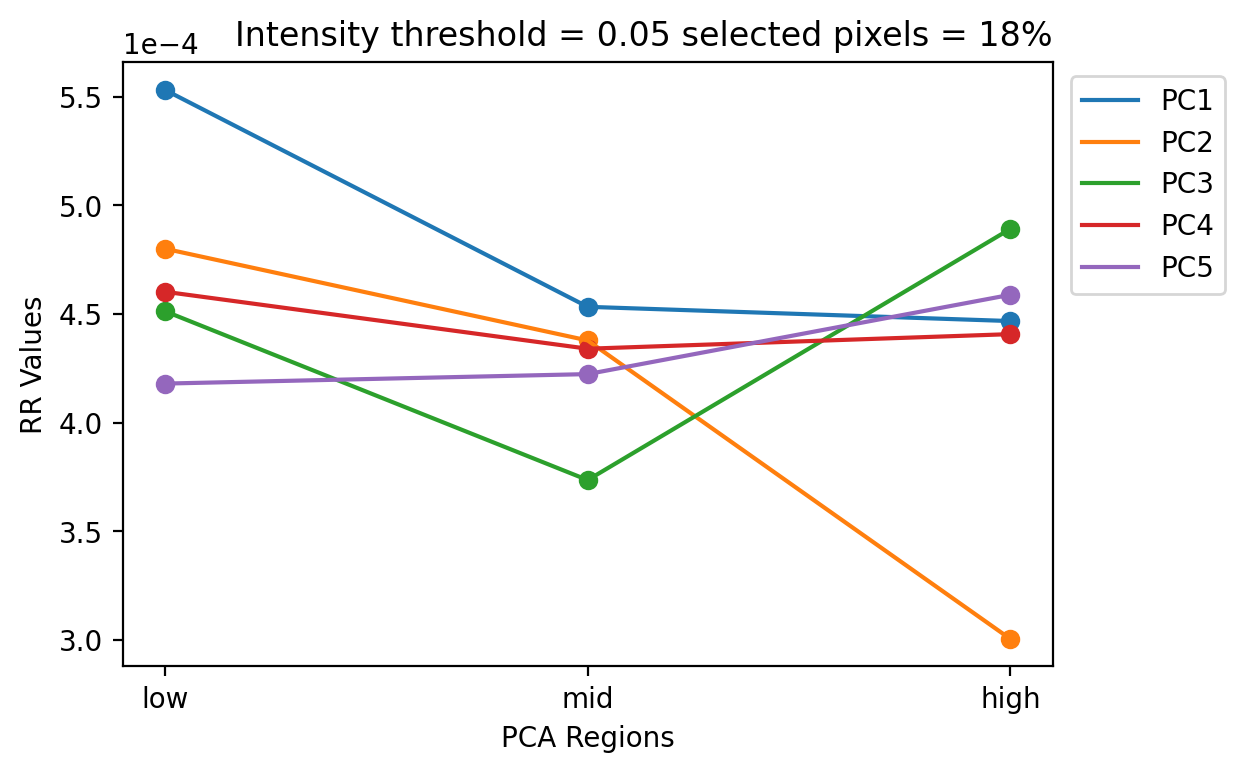 1e−4
Intensity threshold = 0.05 selected pixels = 18%
5.5
5.0
4.5
4.0
3.5
3.0
RR Values
low
mid
high
PCA Regions
PC1
PC2
PC3
PC4
PC5